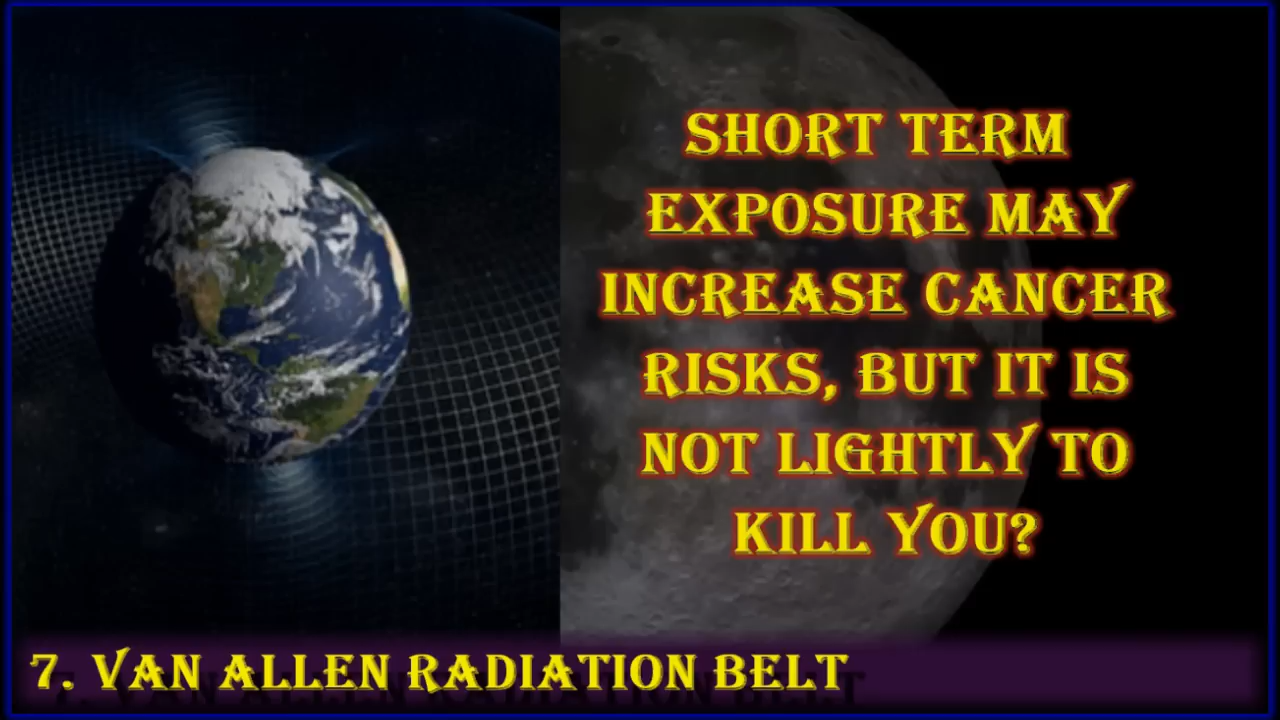 SHORT TERM
EXPOSURE MAY
INCREASE CANCER
RISKS, BUT IT IS
NOT LIGHTLY TO
KILL YOU?
7. VAN ALLEN RADIATION BELT